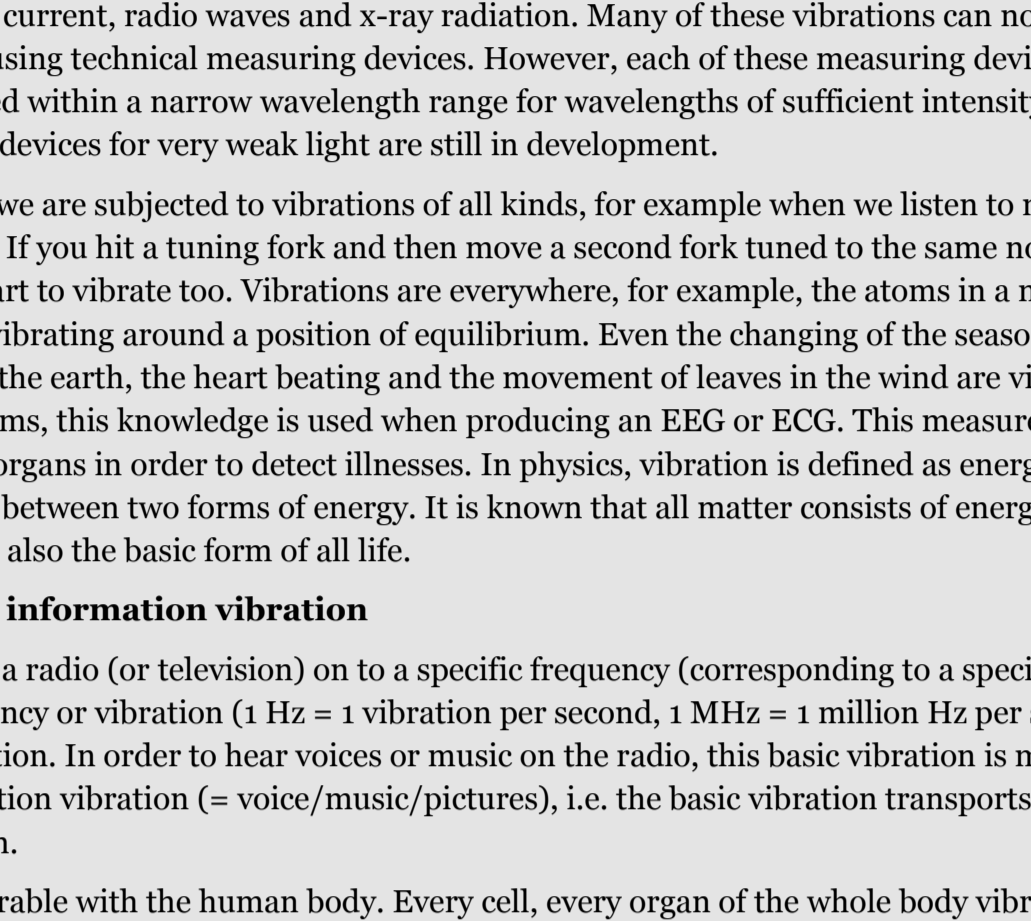 current, radio waves and x-ray radiation. Many of these vibrations can no
using technical measuring devices. However, each of these measuring devi
ed within a narrow wavelength range for wavelengths of sufficient intensity
devices for very weak light are still in development.
we are subjected to vibrations of all kinds, for example when we listen to
If you hit a tuning fork and then move a second fork tuned to the same no
art to vibrate too. Vibrations are everywhere, for example, the atoms in a
vibrating around a position of equilibrium. Even the changing of the seaso
the earth, the heart beating and the movement of leaves in the wind are vi
ms, this knowledge is used when producing an EEG or ECG. This measure
organs in order to detect illnesses. In physics, vibration is defined as energ
between two forms of energy. It is known that all matter consists of energ
also the basic form of all life.
information vibration
a radio (or television) on to a specific frequency (corresponding to a speci
ncy or vibration (1 Hz = 1 vibration per second, 1 MHz = 1 million Hz per
tion. In order to hear voices or music on the radio, this basic vibration is
tion vibration (= voice/music/pictures), i.e. the basic vibration transports
n.
rable with the human body. Every cell, every organ of the whole body vibr